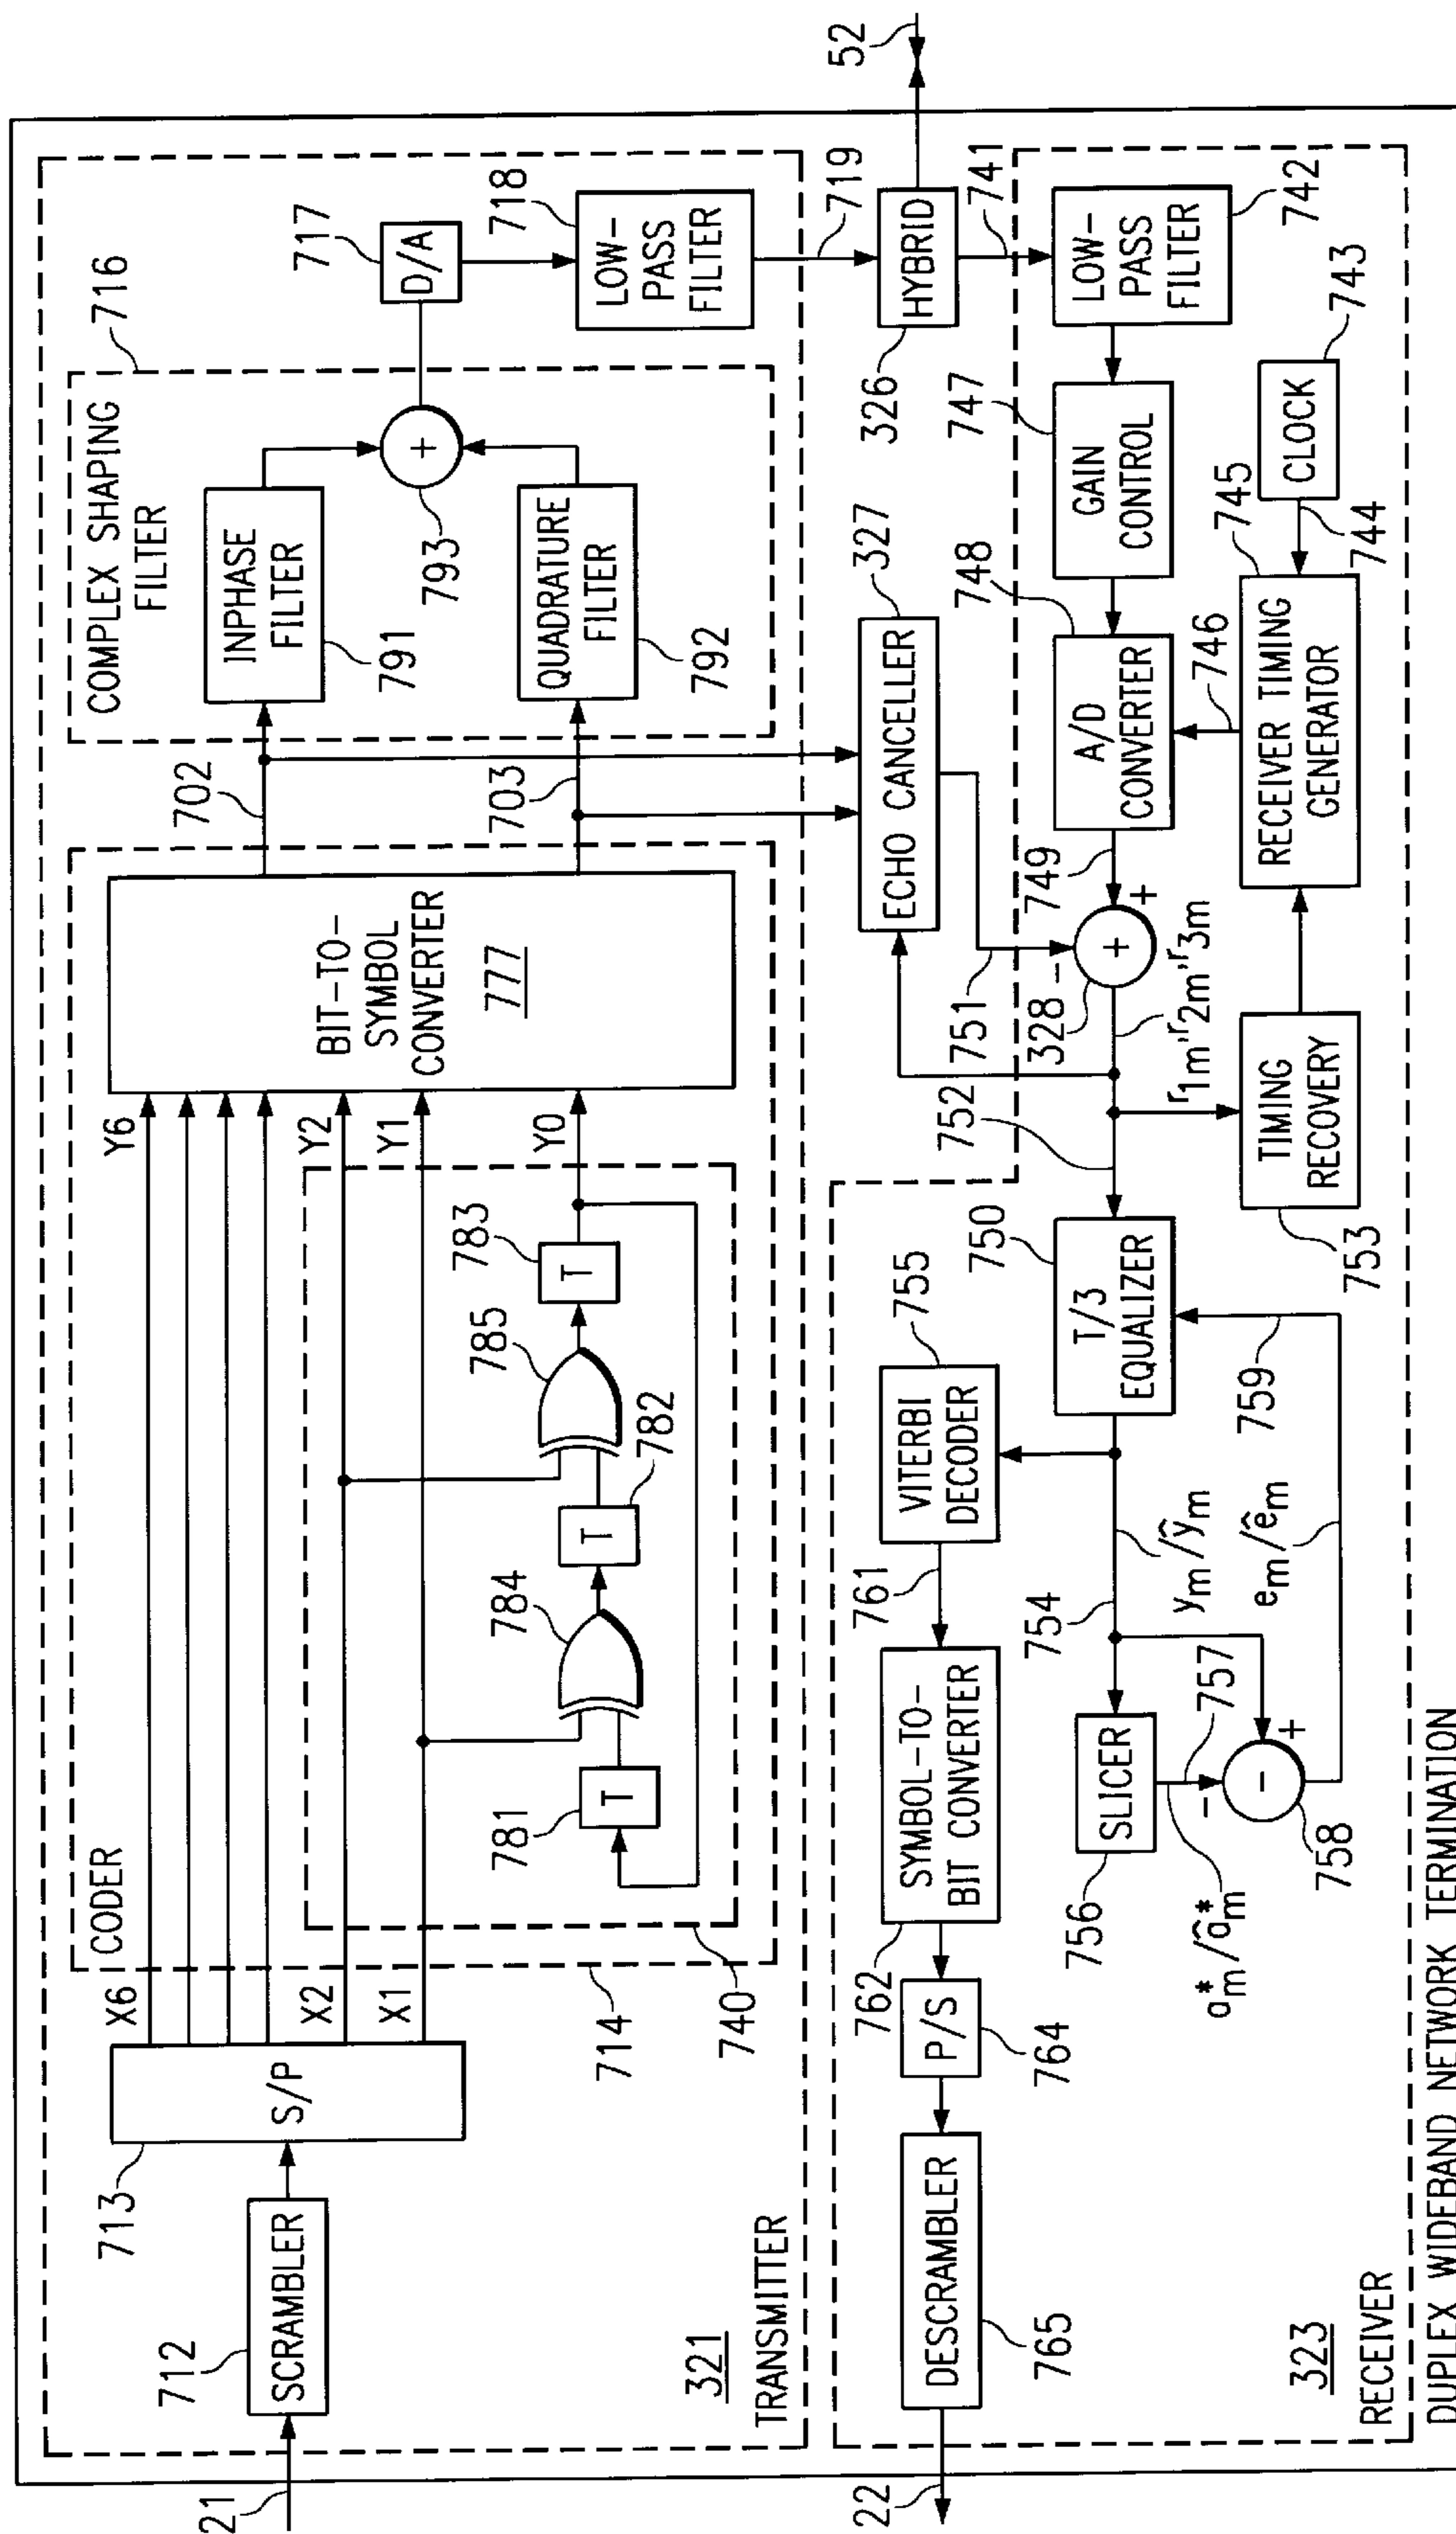 21
712
SCRAMBLER
713
S/P
X6
X2
X1
CODER
714
740
781
T
784
782
T
785
783
T
Y6
Y2
Y1
Y0
BIT-TO-
SYMBOL
CONVERTER
777
702
703
COMPLEX SHAPING
FILTER
716
INPHASE
FILTER
791
+
793
QUADRATURE
FILTER
792
717
D/A
718
LOW-
PASS
FILTER
719
321
TRANSMITTER
HYBRID
326
52
741
ECHO CANCELLER
327
751
LOW-
PASS
FILTER
742
747
GAIN
CONTROL
748
A/D
CONVERTER
749
743
CLOCK
744
745
RECEIVER TIMING
GENERATOR
746
328
-
+
+
r1m,r2m,r3m
752
TIMING
RECOVERY
753
750
T/3
EQUALIZER
759
755
VITERBI
DECODER
761
754
ym/ŷm
em/êm
SLICER
756
757
a*m/â*m
-
-
+
758
SYMBOL-TO-
BIT CONVERTER
762
P/S
764
DESCRAMBLER
765
22
323
RECEIVER
DUPLEX WIDEBAND NETWORK TERMINATION